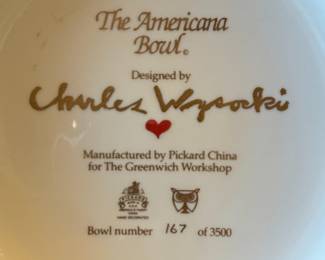 The Americana
Bowl ©
Designed by
Charles Wysocki
Manufactured by Pickard China
for The Greenwich Workshop
PICKARD
Bowl number 167 of 3500